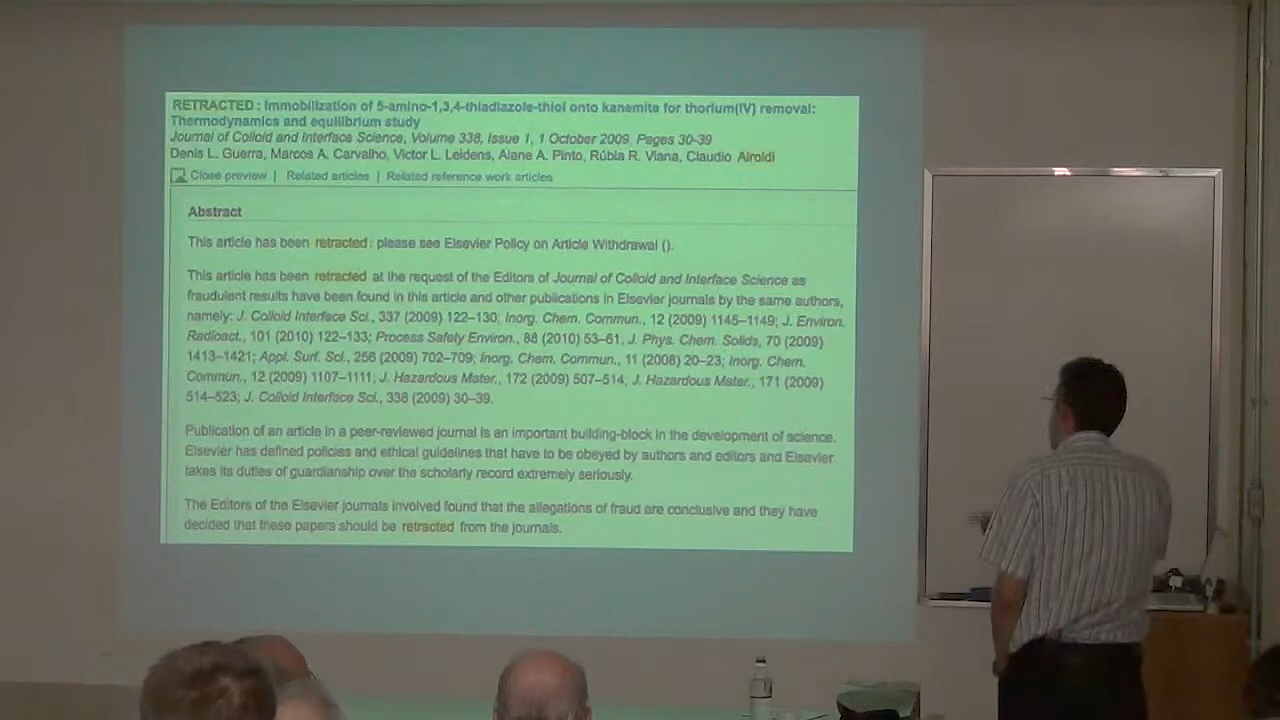 RETRACTED : Immobilization of 5-amino-1,3,4-thiadiazole-thiol onto kanemite for thorium(IV) removal:
Thermodynamics and equilibrium study
Journal of Colloid and Interface Science, Volume 338, Issue 1, 1 October 2009, Pages 30-39
Denis L. Guerra, Marcos A. Carvalho, Victor L. Leidens, Alane A. Pinto, Rúbia R. Viana, Claudio Airoldi
Close preview | Related articles | Related reference work articles
Abstract
This article has been retracted: please see Elsevier Policy on Article Withdrawal ().
This article has been retracted at the request of the Editors of Journal of Colloid and Interface Science as
fraudulent results have been found in this article and other publications in Elsevier journals by the same authors,
namely: J. Colloid Interface Sci., 337 (2009) 122–130; Inorg. Chem. Commun., 12 (2009) 1145–1149; J. Environ.
Radioact., 101 (2010) 122–133; Process Safety Environ., 88 (2010) 53–61, J. Phys. Chem. Solids, 70 (2009)
1413–1421; Appl. Surf. Sci., 256 (2009) 702–709; Inorg. Chem. Commun., 11 (2008) 20–23; Inorg. Chem.
Commun., 12 (2009) 1107–1111; J. Hazardous Mater., 172 (2009) 507–514; J. Hazardous Mater., 171 (2009)
514–523; J. Colloid Interface Sci., 338 (2009) 30–39.
Publication of an article in a peer-reviewed journal is an important building-block in the development of science.
Elsevier has defined policies and ethical guidelines that have to be obeyed by authors and editors and Elsevier
takes its duties of guardianship over the scholarly record extremely seriously.
The Editors of the Elsevier journals involved found that the allegations of fraud are conclusive and they have
decided that these papers should be retracted from the journals.